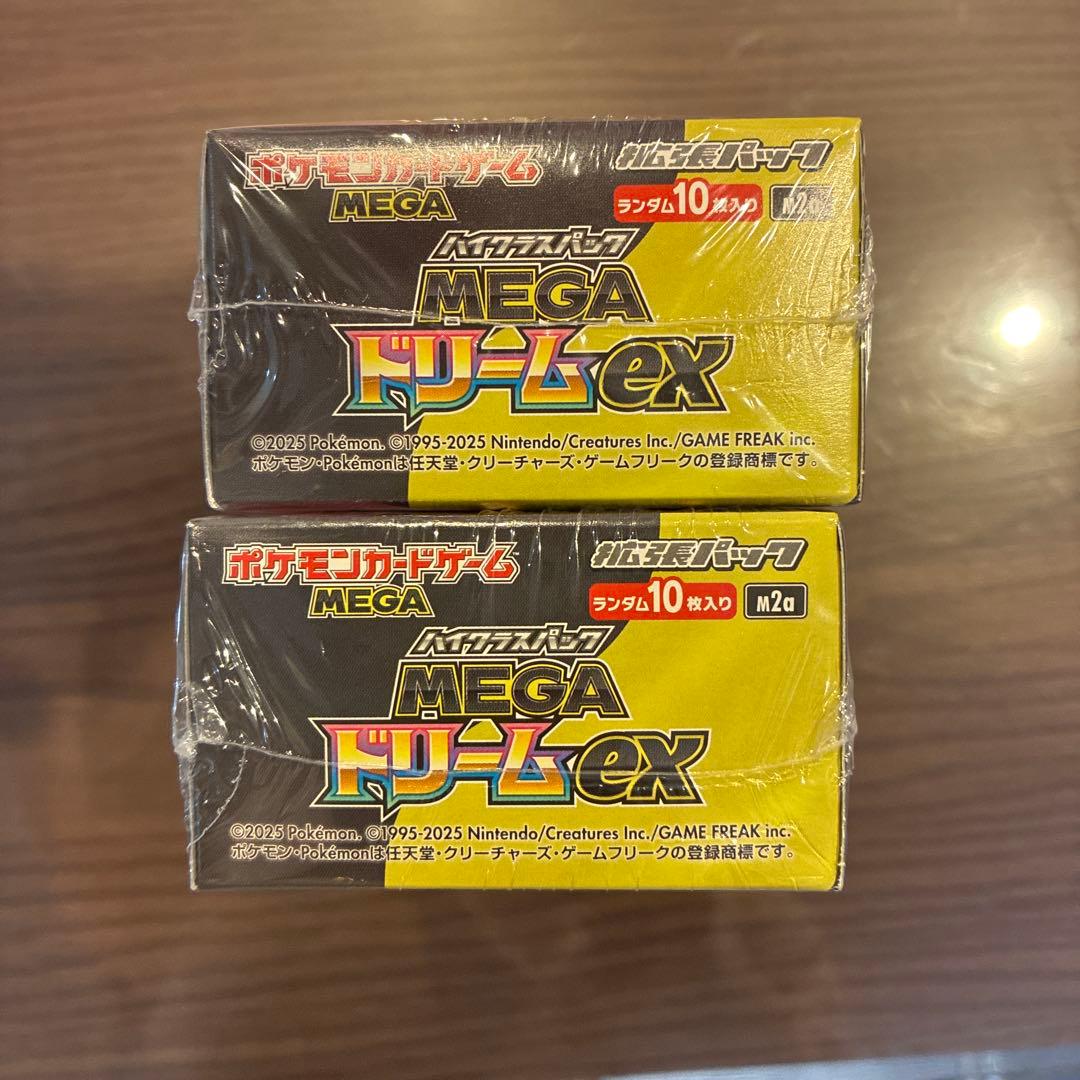 ポケモンカードゲーム
MEGA
拡張パック
ランダム10枚入り M2a
ハイクラスパック
MEGA
ドリームex
©2025 Pokémon. ©1995-2025 Nintendo/Creatures Inc./GAME FREAK inc.
ポケモン・Pokémonは任天堂・クリーチャーズ・ゲームフリークの登録商標です。
ポケモンカードゲーム
MEGA
拡張パック
ランダム10枚入り M2a
ハイクラスパック
MEGA
ドリームex
©2025 Pokémon. ©1995-2025 Nintendo/Creatures Inc./GAME FREAK inc.
ポケモン・Pokémonは任天堂・クリーチャーズ・ゲームフリークの登録商標です。